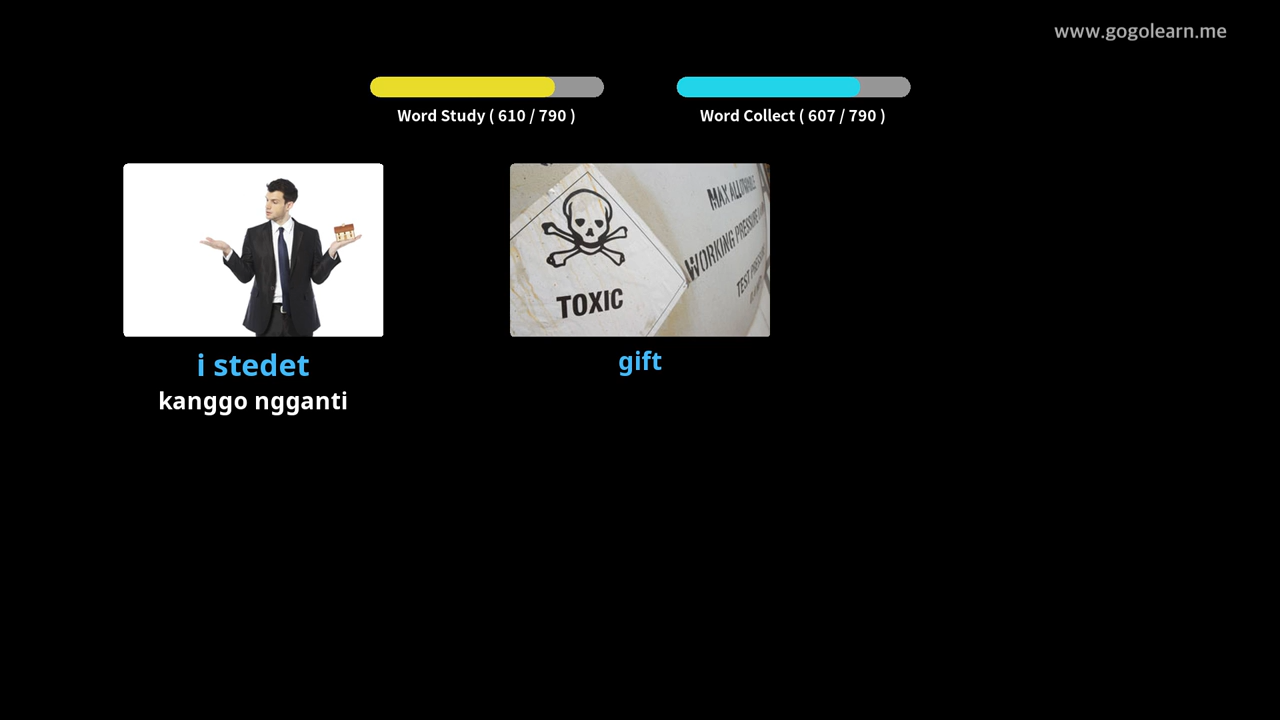 www.gogolearn.me
Word Study ( 610 / 790 )
Word Collect ( 607 / 790 )
TOXIC
MAX ALLOWABLE
WORKING PRESSURE
TEST
i stedet
kanggo ngganti
gift